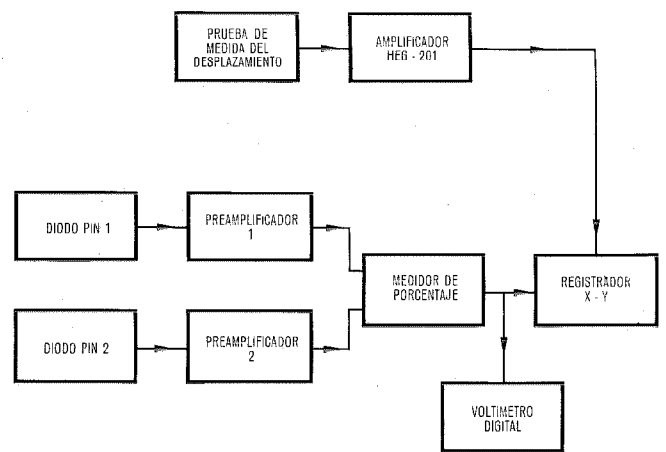 PRUEBA DE
MEDIDA DEL
DESPLAZAMIENTO
AMPLIFICADOR
HEG - 201
DIODO PIN 1
PREAMPLIFICADOR
1
MEDIDOR DE
PORCENTAJE
REGISTRADOR
X - Y
DIODO PIN 2
PREAMPLIFICADOR
2
VOLTIMETRO
DIGITAL